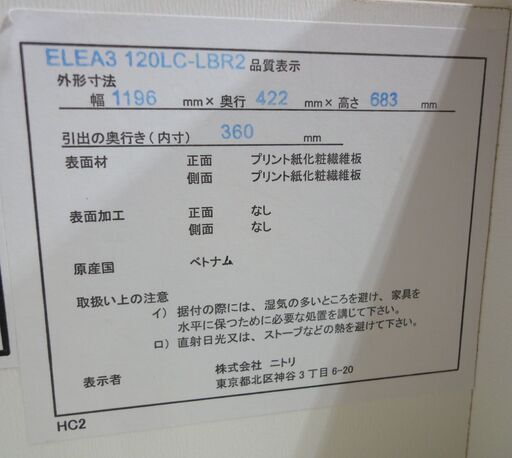 ELEA3 120LC-LBR2 品質表示
外形寸法
幅 1196 mm× 奥行 422 mm× 高さ 683 mm
引出の奥行き(内寸) 360 mm
表面材 正面 プリント紙化粧繊維板
側面 プリント紙化粧繊維板
表面加工 正面 なし
側面 なし
原産国 ベトナム
取扱い上の注意
イ) 据付の際には、湿気の多いところを避け、家具を
水平に保つために必要な処置を講じて下さい。
ロ) 直射日光又は、ストーブなどの熱を避けて下さい。
表示者 株式会社 ニトリ
東京都北区神谷3丁目6-20
HC2